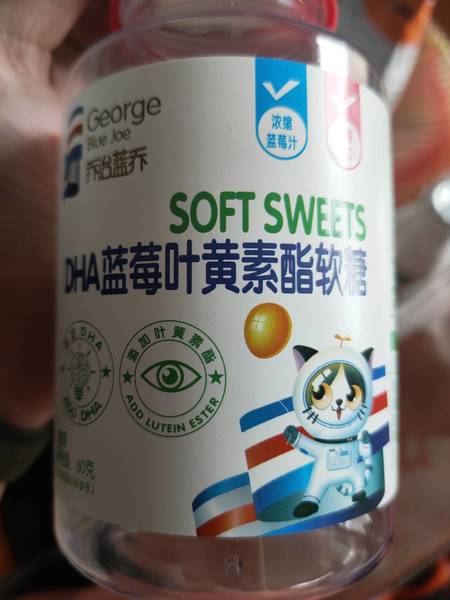 George
Blue Joe
乔治蓝乔
浓缩
蓝莓汁
SOFT SWEETS
DHA蓝莓叶黄素酯软糖
DHA
ADD DHA
添加叶黄素酯
ADD LUTEIN ESTER
60克